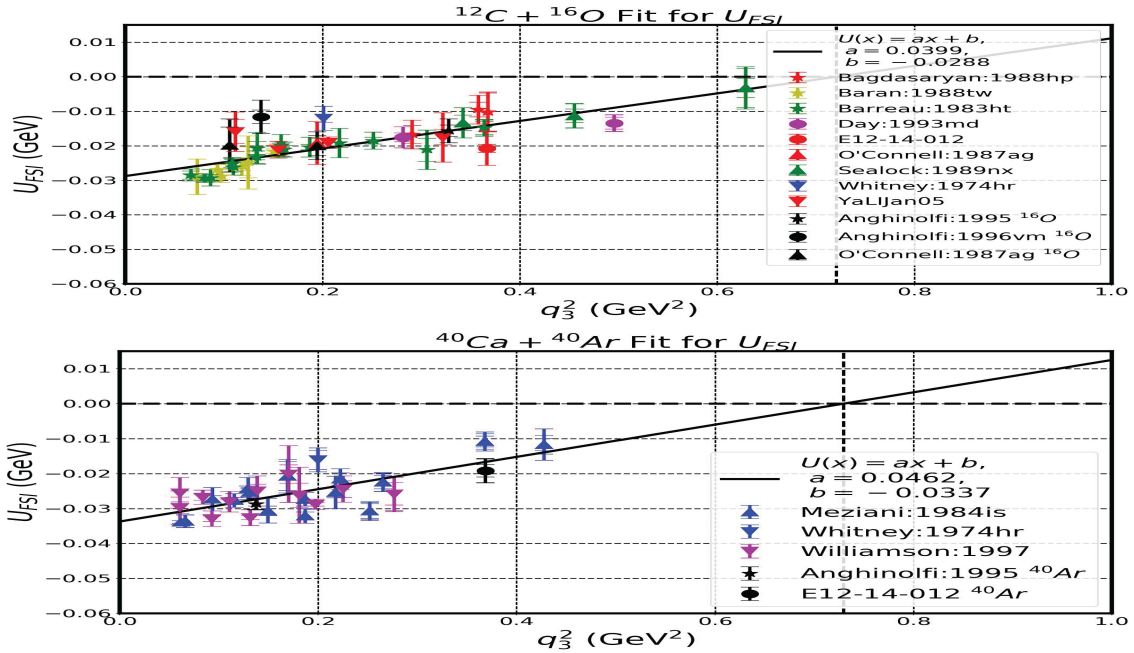 ¹²C + ¹⁶O Fit for U_FSI
U_FSI (GeV)
0.01
0.00
−0.01
−0.02
−0.03
−0.04
−0.05
−0.06
U(x) = ax + b,
a = 0.0399,
b = −0.0288
Bagdasaryan:1988hp
Baran:1988tw
Barreau:1983ht
Day:1993md
E12-14-012
O'Connell:1987ag
Sealock:1989nx
Whitney:1974hr
YaLIJan05
Anghinolfi:1995 ¹⁶O
Anghinolfi:1996vm ¹⁶O
O'Connell:1987ag ¹⁶O
0.0 0.2 0.4 0.6 0.8 1.0
q₃² (GeV²)
⁴⁰Ca + ⁴⁰Ar Fit for U_FSI
U_FSI (GeV)
0.01
0.00
−0.01
−0.02
−0.03
−0.04
−0.05
−0.06
U(x) = ax + b,
a = 0.0462,
b = −0.0337
Meziani:1984is
Whitney:1974hr
Williamson:1997
Anghinolfi:1995 ⁴⁰Ar
E12-14-012 ⁴⁰Ar
0.0 0.2 0.4 0.6 0.8 1.0
q₃² (GeV²)